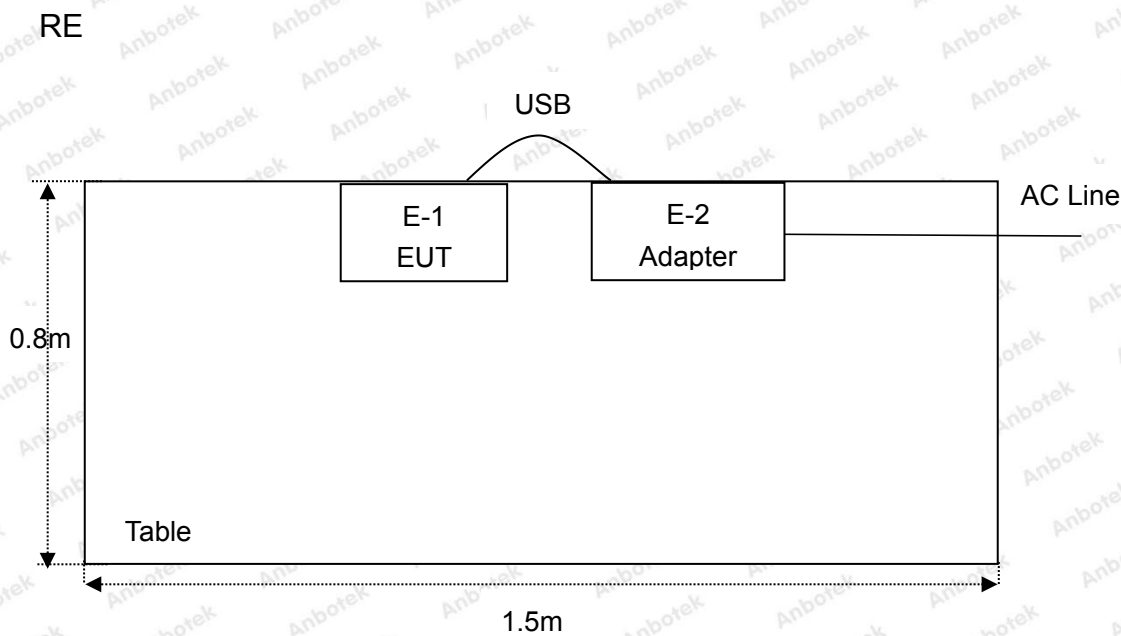 RE
USB
AC Line
E-1
EUT
E-2
Adapter
0.8m
Table
1.5m